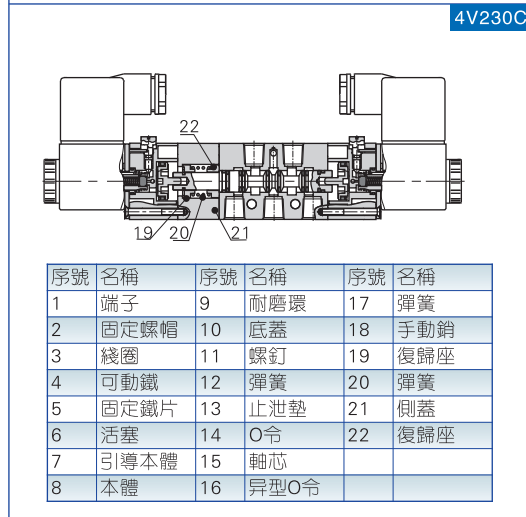 4V230C
22
19
20
21
序號 名稱 序號 名稱 序號 名稱
1 端子 9 耐磨環 17 彈簧
2 固定螺帽 10 底蓋 18 手動銷
3 綫圈 11 螺釘 19 復歸座
4 可動鐵 12 彈簧 20 彈簧
5 固定鐵片 13 止泄墊 21 側蓋
6 活塞 14 O令 22 復歸座
7 引導本體 15 軸芯
8 本體 16 异型O令